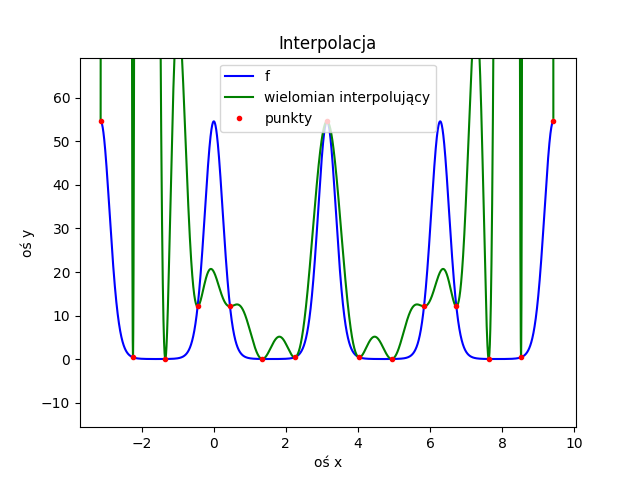 Interpolacja
f
wielomian interpolujący
punkty
oś y
60
50
40
30
20
10
0
−10
−2
0
2
4
6
8
10
oś x